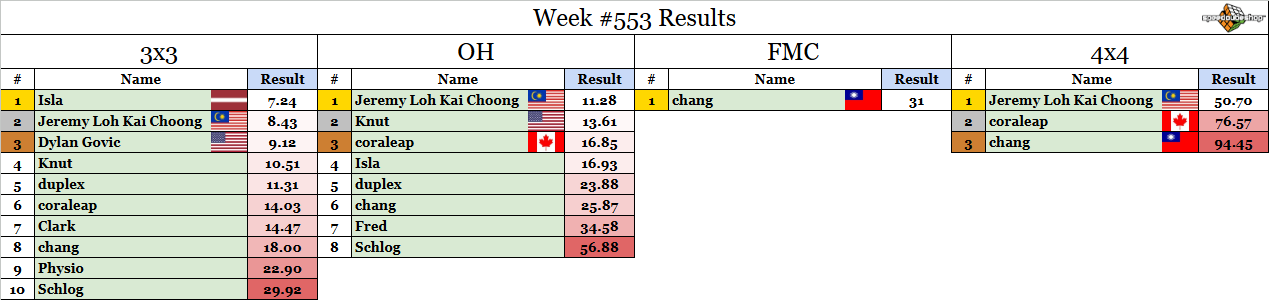 Week #553 Results
speedcubeshop
3x3
OH
FMC
4x4
# Name Result # Name Result # Name Result # Name Result
1 Isla 7.24 1 Jeremy Loh Kai Choong 11.28 1 chang 31 1 Jeremy Loh Kai Choong 50.70
2 Jeremy Loh Kai Choong 8.43 2 Knut 13.61 2 coraleap 76.57
3 Dylan Govic 9.12 3 coraleap 16.85 3 chang 94.45
4 Knut 10.51 4 Isla 16.93
5 duplex 11.31 5 duplex 23.88
6 coraleap 14.03 6 chang 25.87
7 Clark 14.47 7 Fred 34.58
8 chang 18.00 8 Schlog 56.88
9 Physio 22.90
10 Schlog 29.92